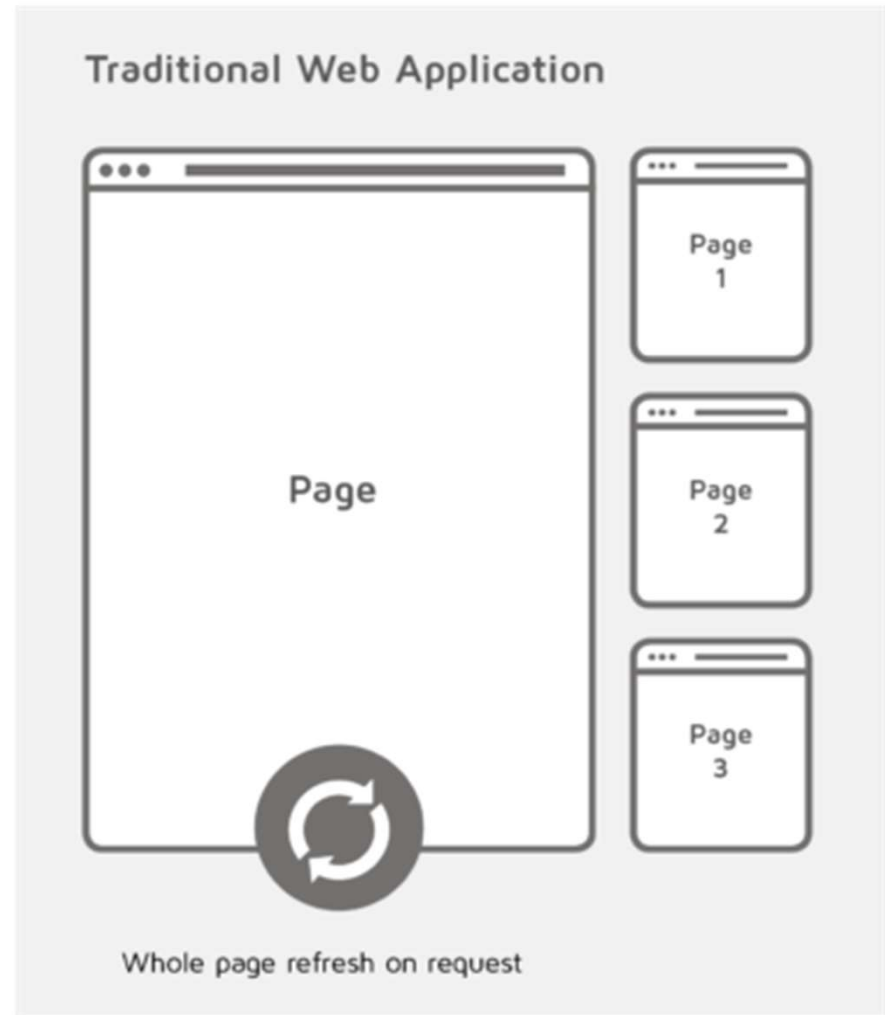 Traditional Web Application
Page
Page
1
Page
2
Page
3
Whole page refresh on request